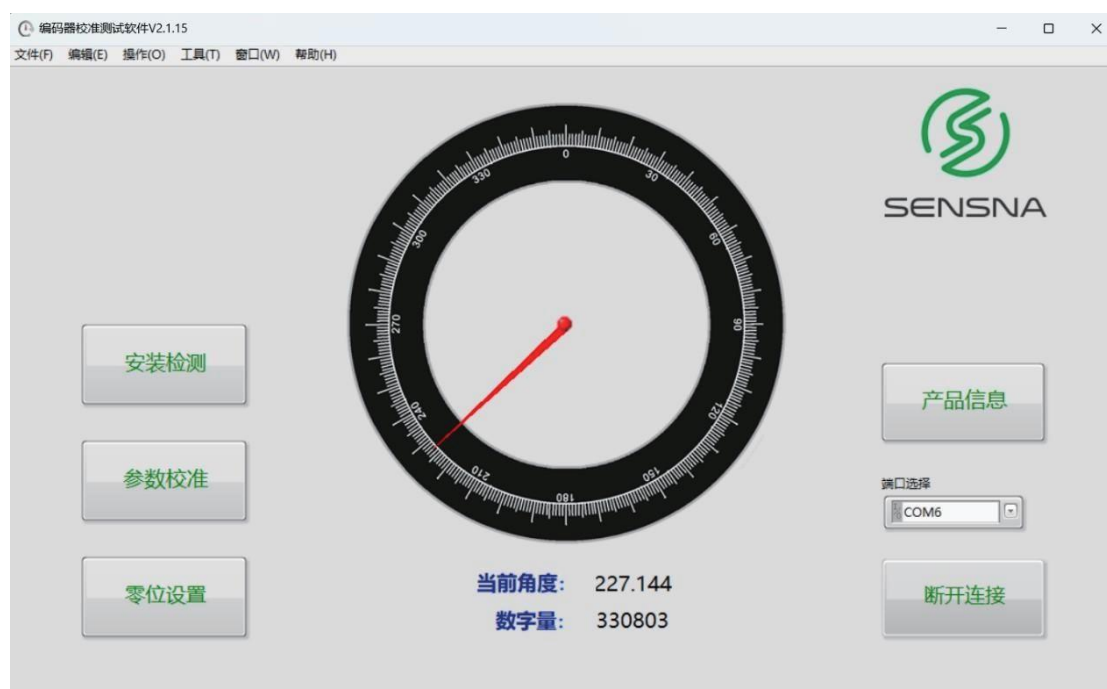 编码器校准测试软件V2.1.15
文件(F) 编辑(E) 操作(O) 工具(T) 窗口(W) 帮助(H)
SENSNA
0
30
60
90
120
150
180
210
240
270
300
330
安装检测
参数校准
零位设置
当前角度: 227.144
数字量: 330803
产品信息
端口选择
COM6
断开连接